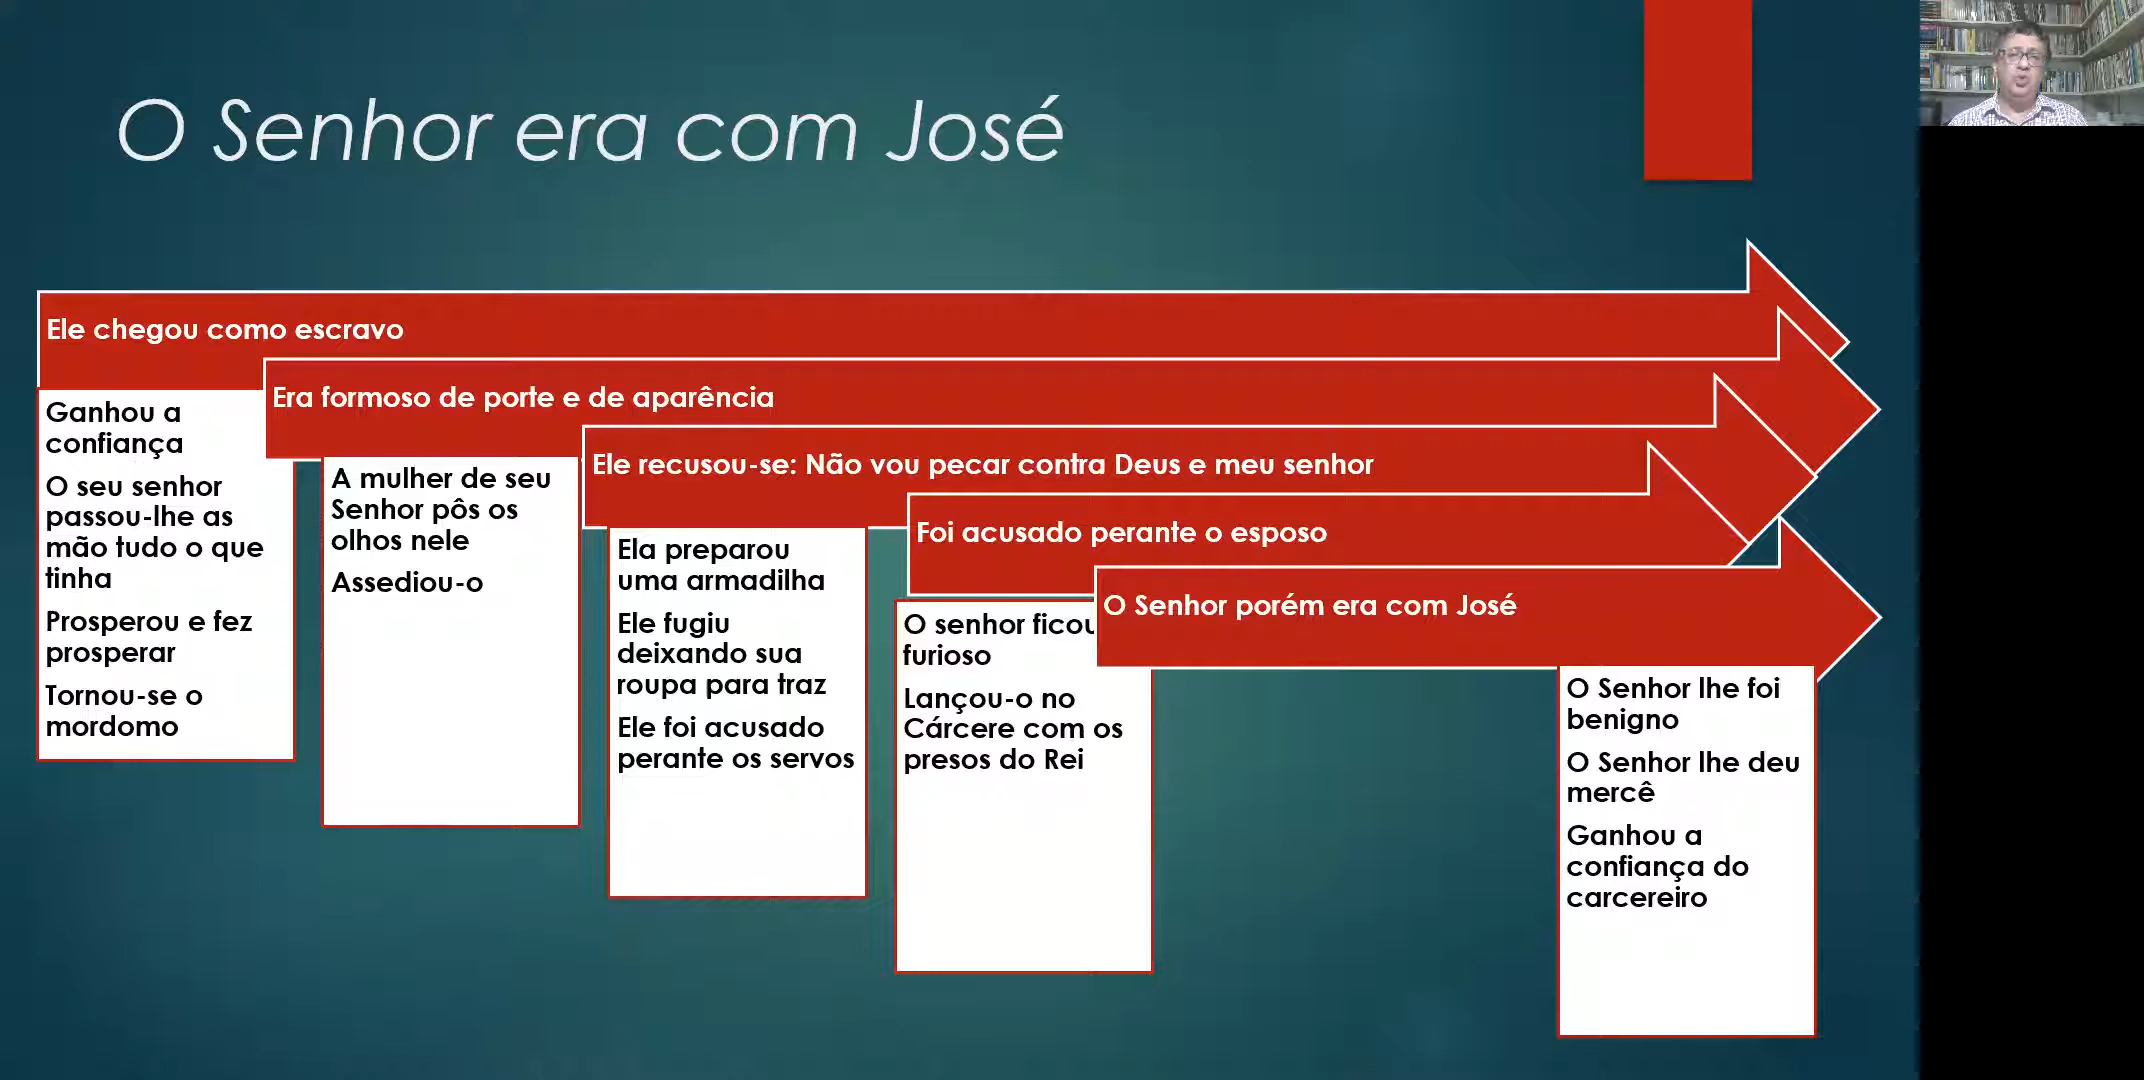 O Senhor era com José
Ele chegou como escravo
Ganhou a
confiança
O seu senhor
passou-lhe as
mão tudo o que
tinha
Prosperou e fez
prosperar
Tornou-se o
mordomo
Era formoso de porte e de aparência
A mulher de seu
Senhor pôs os
olhos nele
Assediou-o
Ele recusou-se: Não vou pecar contra Deus e meu senhor
Ela preparou
uma armadilha
Ele fugiu
deixando sua
roupa para traz
Ele foi acusado
perante os servos
Foi acusado perante o esposo
O senhor ficou
furioso
Lançou-o no
Cárcere com os
presos do Rei
O Senhor porém era com José
O Senhor lhe foi
benigno
O Senhor lhe deu
mercê
Ganhou a
confiança do
carcereiro